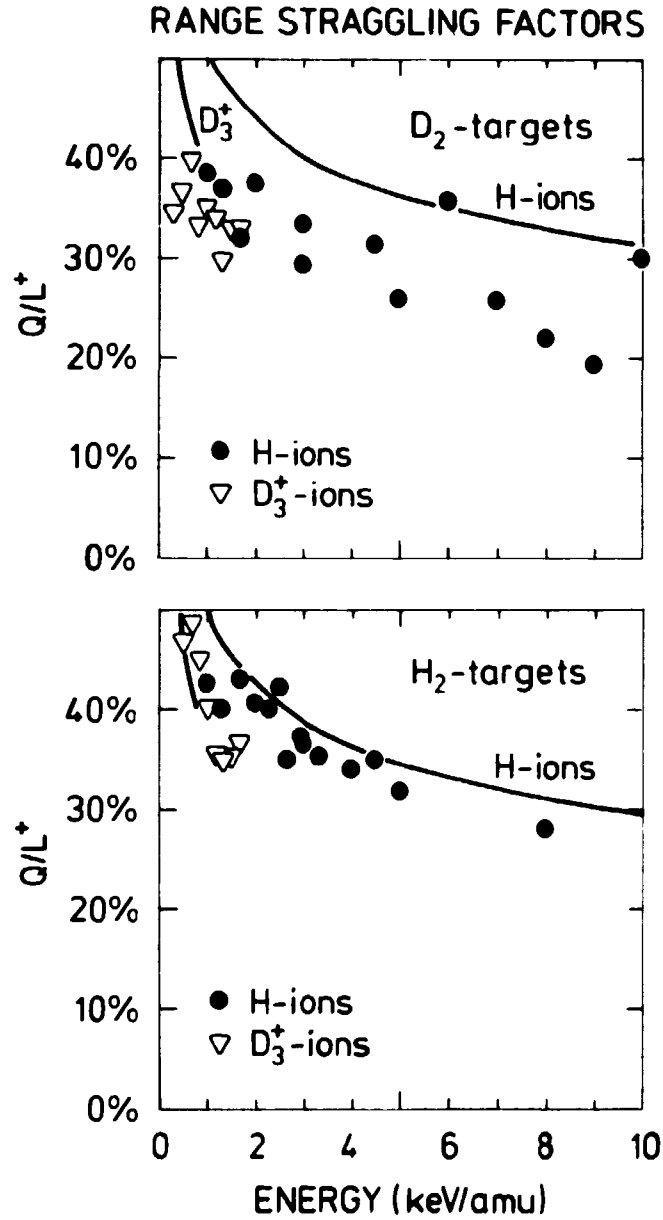 RANGE STRAGGLING FACTORS
D₃⁺
D₂-targets
H-ions
40%
30%
20%
10%
0%
Q/L⁺
H-ions
D₃⁺-ions
H₂-targets
H-ions
40%
30%
20%
10%
0%
Q/L⁺
H-ions
D₃⁺-ions
0 2 4 6 8 10
ENERGY (keV/amu)